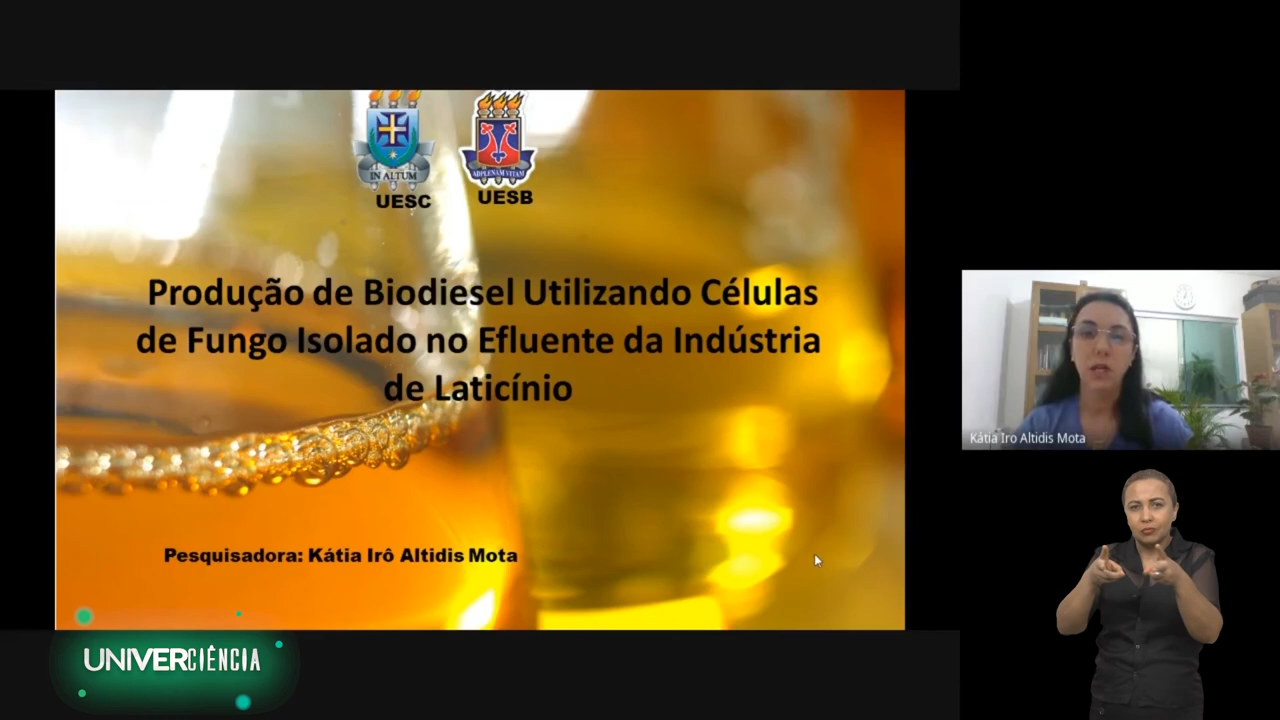 IN ALTUM
AD PLENAM VITAM
UESC
UESB
Produção de Biodiesel Utilizando Células
de Fungo Isolado no Efluente da Indústria
de Laticínio
Pesquisadora: Kátia Irô Altidis Mota
Kátia Iro Altidis Mota
UNIVERCIÊNCIA